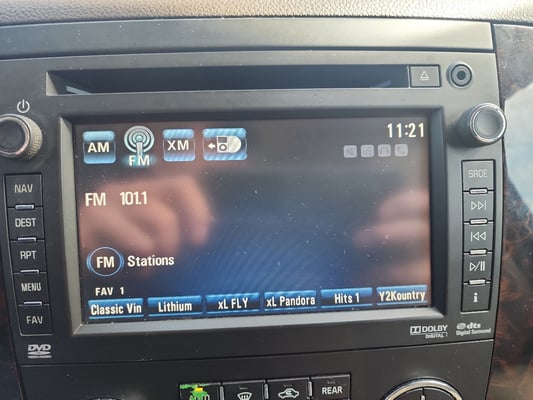 11:21
AM FM XM
FM 101.1
FM Stations
FAV 1
Classic Vin Lithium xL FLY xL Pandora Hits 1 Y2Kountry
NAV
DEST
RPT
MENU
FAV
SRCE
i
DVD
DOLBY
DIGITAL
dts
Digital Surround
AUTO
REAR